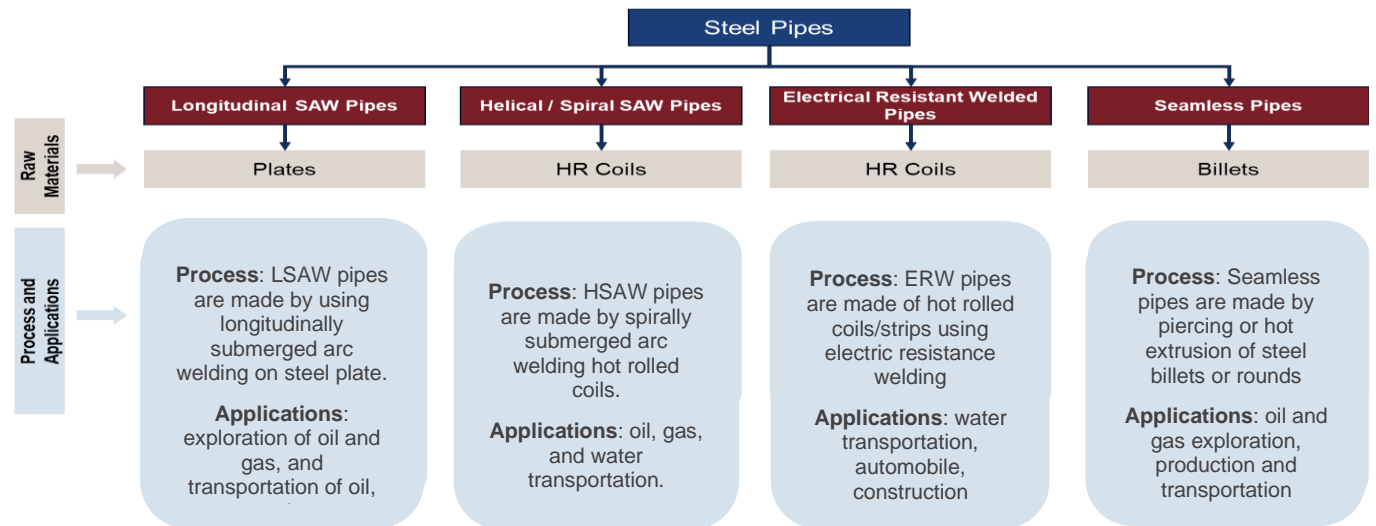 Steel Pipes
Longitudinal SAW Pipes
Helical / Spiral SAW Pipes
Electrical Resistant Welded
Pipes
Seamless Pipes
Raw
Materials
Plates
HR Coils
HR Coils
Billets
Process and
Applications
Process: LSAW pipes
are made by using
longitudinally
submerged arc
welding on steel plate.
Applications:
exploration of oil and
gas, and
transportation of oil,
Process: HSAW pipes
are made by spirally
submerged arc
welding hot rolled
coils.
Applications: oil, gas,
and water
transportation.
Process: ERW pipes
are made of hot rolled
coils/strips using
electric resistance
welding
Applications: water
transportation,
automobile,
construction
Process: Seamless
pipes are made by
piercing or hot
extrusion of steel
billets or rounds
Applications: oil and
gas exploration,
production and
transportation